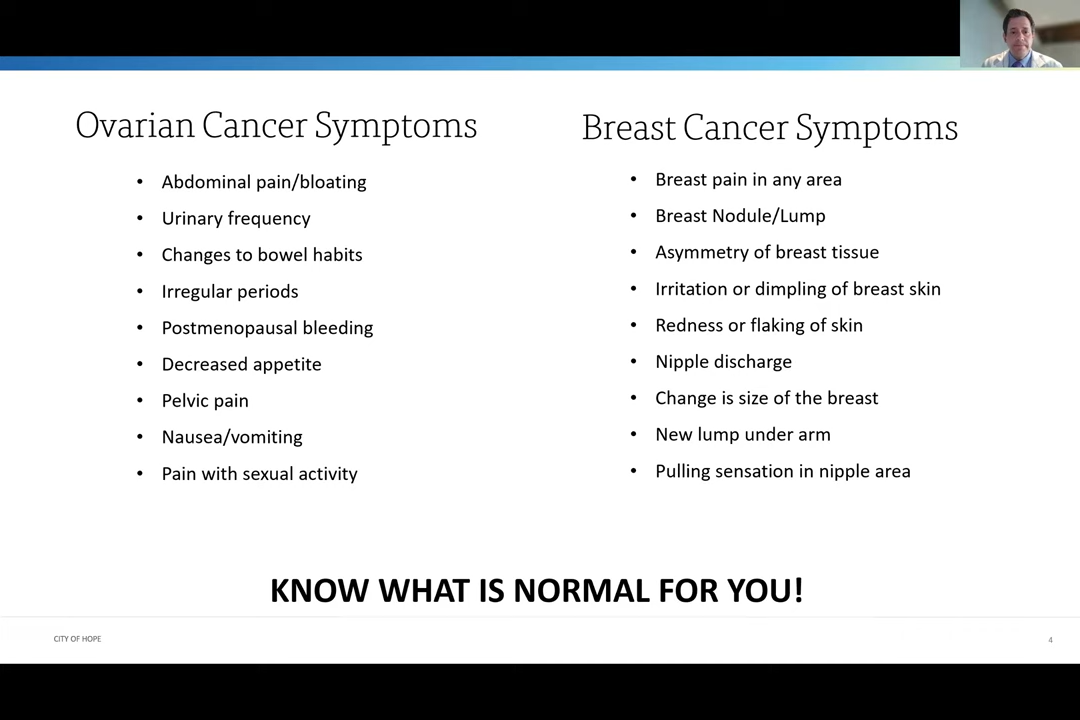 Ovarian Cancer Symptoms
• Abdominal pain/bloating
• Urinary frequency
• Changes to bowel habits
• Irregular periods
• Postmenopausal bleeding
• Decreased appetite
• Pelvic pain
• Nausea/vomiting
• Pain with sexual activity
Breast Cancer Symptoms
• Breast pain in any area
• Breast Nodule/Lump
• Asymmetry of breast tissue
• Irritation or dimpling of breast skin
• Redness or flaking of skin
• Nipple discharge
• Change is size of the breast
• New lump under arm
• Pulling sensation in nipple area
KNOW WHAT IS NORMAL FOR YOU!
CITY OF HOPE
4